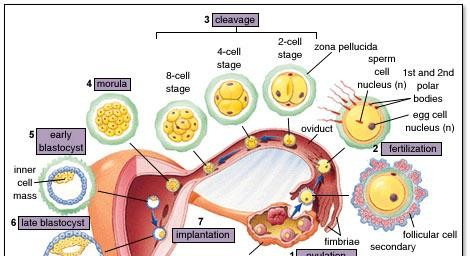 3 cleavage
2-cell
stage
4-cell
stage
8-cell
stage
zona pellucida
sperm
cell
nucleus (n)
1st and 2nd
polar
bodies
egg cell
nucleus (n)
4 morula
oviduct
5 early
blastocyst
2 fertilization
inner
cell
mass
6 late blastocyst
7
implantation
follicular cell
fimbriae
secondary
1 ovulation